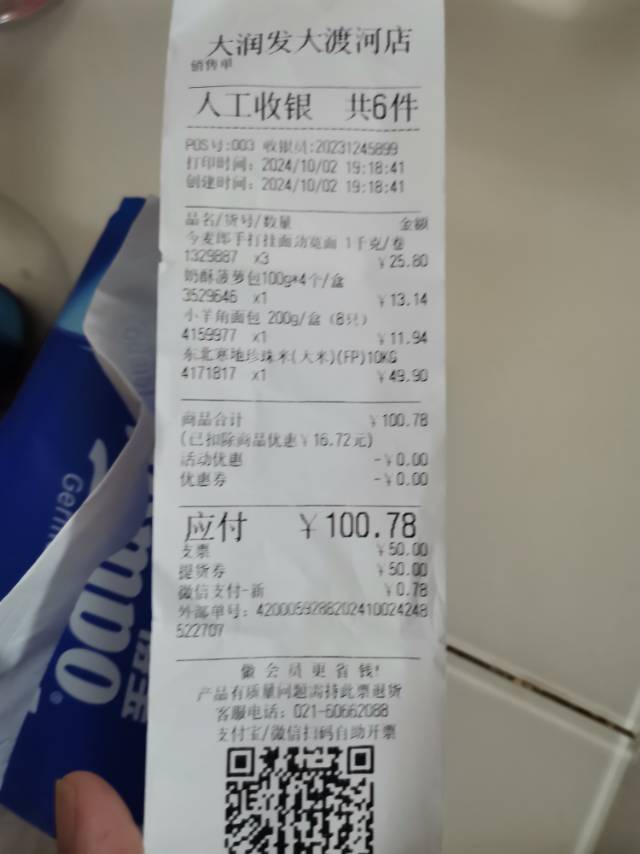 大润发大渡河店
销售单
人工收银 共6件
POS号:003 收银员:20231245899
打印时间: 2024/10/02 19:18:41
创建时间: 2024/10/02 19:18:41
品名/货号/数量 金额
今麦郎手打挂面劲宽面 1千克/卷
1329887 x3 ¥25.80
奶酥菠萝包100g*4个/盒
3529646 x1 ¥13.14
小羊角面包 200g/盒 (8只)
4159977 x1 ¥11.94
东北寒地珍珠米(大米)(FP)10KG
4171817 x1 ¥49.90
商品合计 ¥100.78
(已扣除商品优惠¥16.72元)
活动优惠 -¥0.00
优惠券 -¥0.00
应付 ¥100.78
支票 ¥50.00
提货券 ¥50.00
微信支付-新 ¥0.78
外部单号: 4200059288202410024248
522707
做会员更省钱!
产品有质量问题需持此票退货
客服电话: 021-60662088
支付宝/微信扫码自动开票
Germ